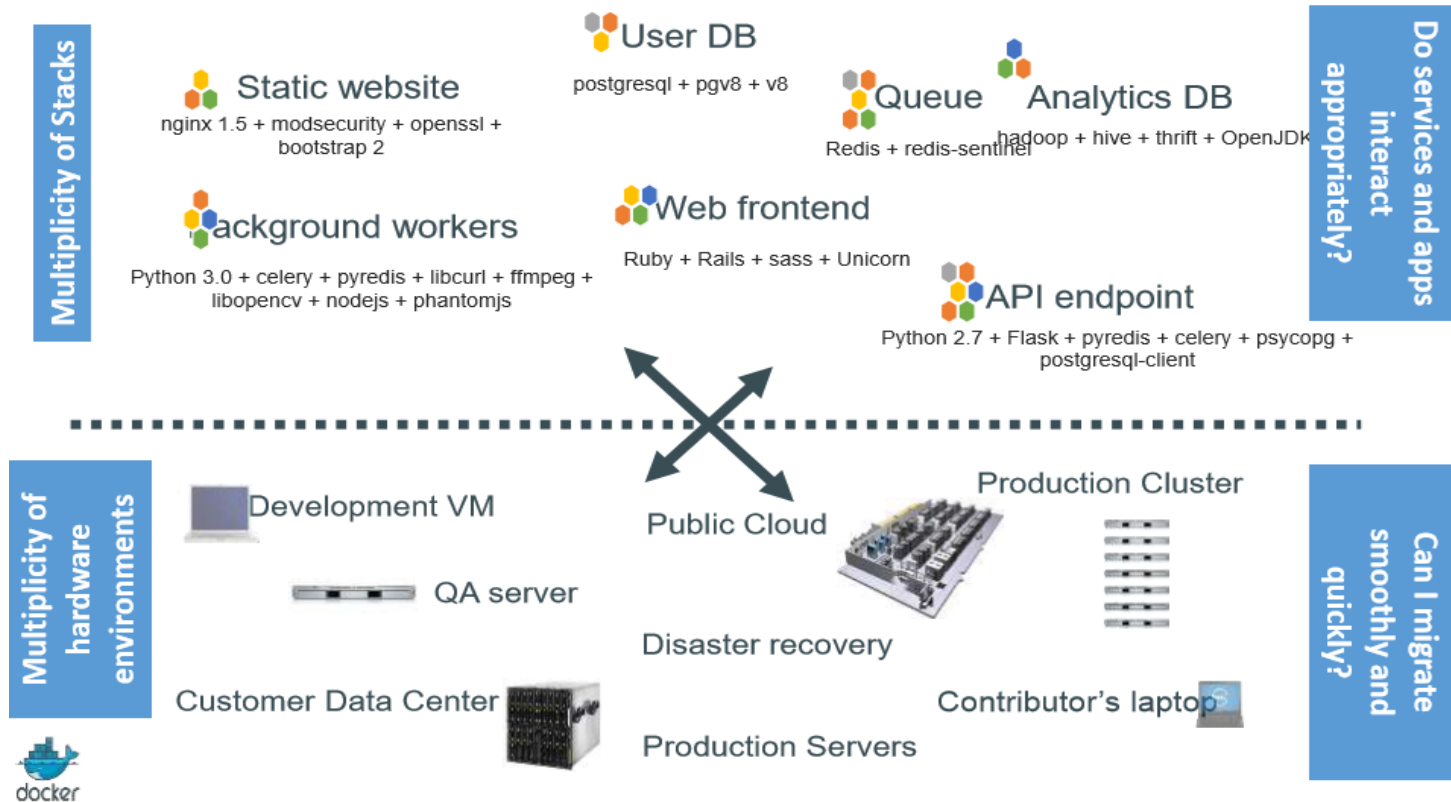 Multiplicity of Stacks
Static website
nginx 1.5 + modsecurity + openssl +
bootstrap 2
User DB
postgresql + pgv8 + v8
Queue
Redis + redis-sentinel
Analytics DB
hadoop + hive + thrift + OpenJDK
Background workers
Python 3.0 + celery + pyredis + libcurl + ffmpeg +
libopencv + nodejs + phantomjs
Web frontend
Ruby + Rails + sass + Unicorn
API endpoint
Python 2.7 + Flask + pyredis + celery + psycopg +
postgresql-client
Do services and apps
interact
appropriately?
Multiplicity of
hardware
environments
Development VM
QA server
Customer Data Center
Public Cloud
Disaster recovery
Production Servers
Production Cluster
Contributor's laptop
Can I migrate
smoothly and
quickly?
docker